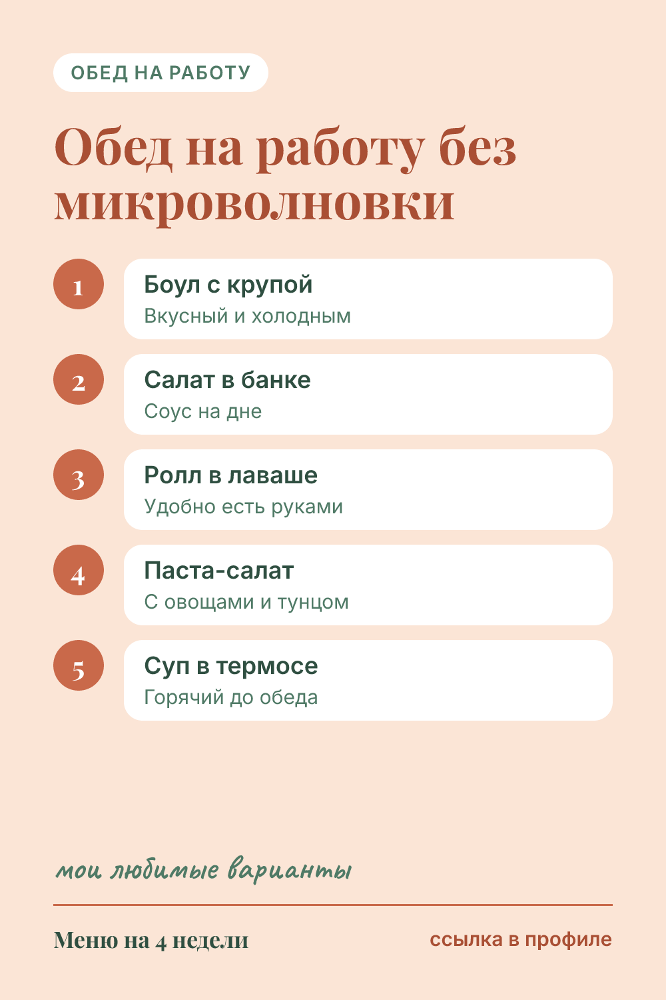 ОБЕД НА РАБОТУ
Обед на работу без
микроволновки
1
Боул с крупой
Вкусный и холодным
2
Салат в банке
Соус на дне
3
Ролл в лаваше
Удобно есть руками
4
Паста-салат
С овощами и тунцом
5
Суп в термосе
Горячий до обеда
мои любимые варианты
Меню на 4 недели
ссылка в профиле